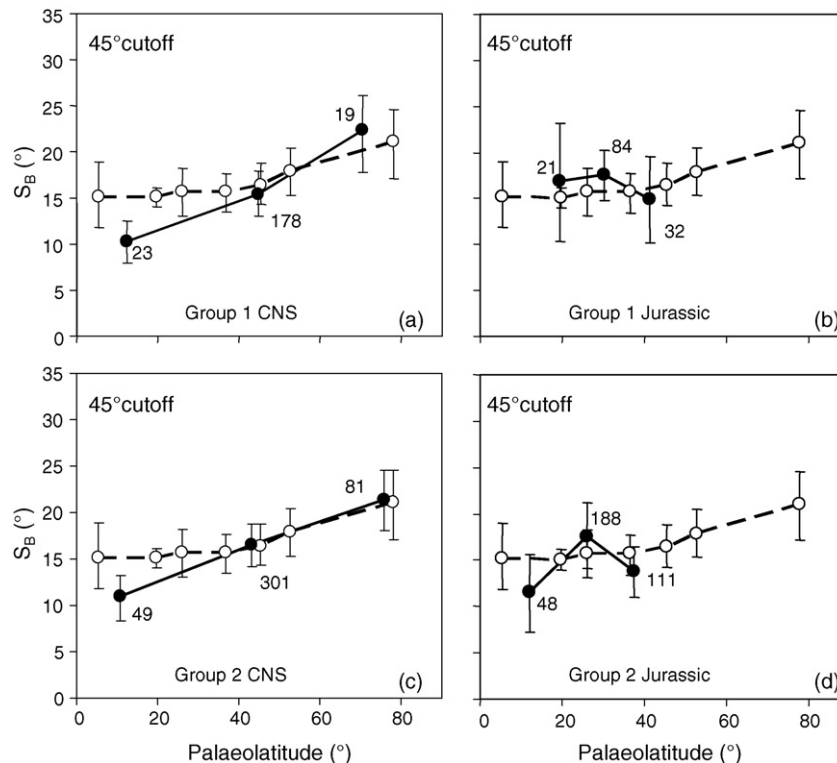 45°cutoff
45°cutoff
35
30
25
20
15
10
5
0
S_B (°)
19
178
23
21
84
32
Group 1 CNS
(a)
Group 1 Jurassic
(b)
45°cutoff
45°cutoff
35
30
25
20
15
10
5
0
S_B (°)
81
301
49
188
111
48
Group 2 CNS
(c)
Group 2 Jurassic
(d)
0 20 40 60 80
0 20 40 60 80
Palaeolatitude (°)
Palaeolatitude (°)